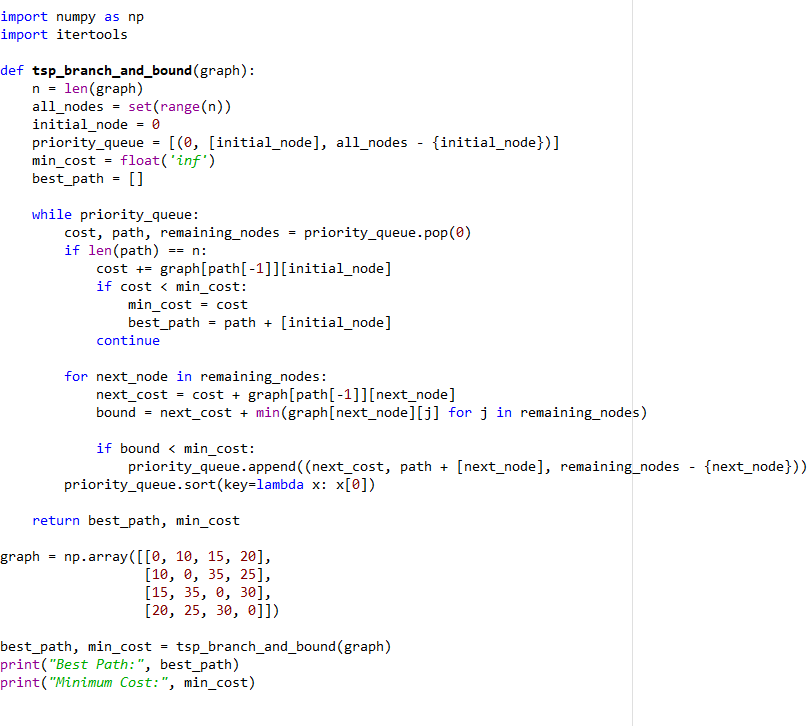 import numpy as np
import itertools

def tsp_branch_and_bound(graph):
    n = len(graph)
    all_nodes = set(range(n))
    initial_node = 0
    priority_queue = [(0, [initial_node], all_nodes - {initial_node})]
    min_cost = float('inf')
    best_path = []

    while priority_queue:
        cost, path, remaining_nodes = priority_queue.pop(0)
        if len(path) == n:
            cost += graph[path[-1]][initial_node]
            if cost < min_cost:
                min_cost = cost
                best_path = path + [initial_node]
            continue

        for next_node in remaining_nodes:
            next_cost = cost + graph[path[-1]][next_node]
            bound = next_cost + min(graph[next_node][j] for j in remaining_nodes)

            if bound < min_cost:
                priority_queue.append((next_cost, path + [next_node], remaining_nodes - {next_node}))
        priority_queue.sort(key=lambda x: x[0])

    return best_path, min_cost

graph = np.array([[0, 10, 15, 20],
                  [10, 0, 35, 25],
                  [15, 35, 0, 30],
                  [20, 25, 30, 0]])

best_path, min_cost = tsp_branch_and_bound(graph)
print("Best Path:", best_path)
print("Minimum Cost:", min_cost)